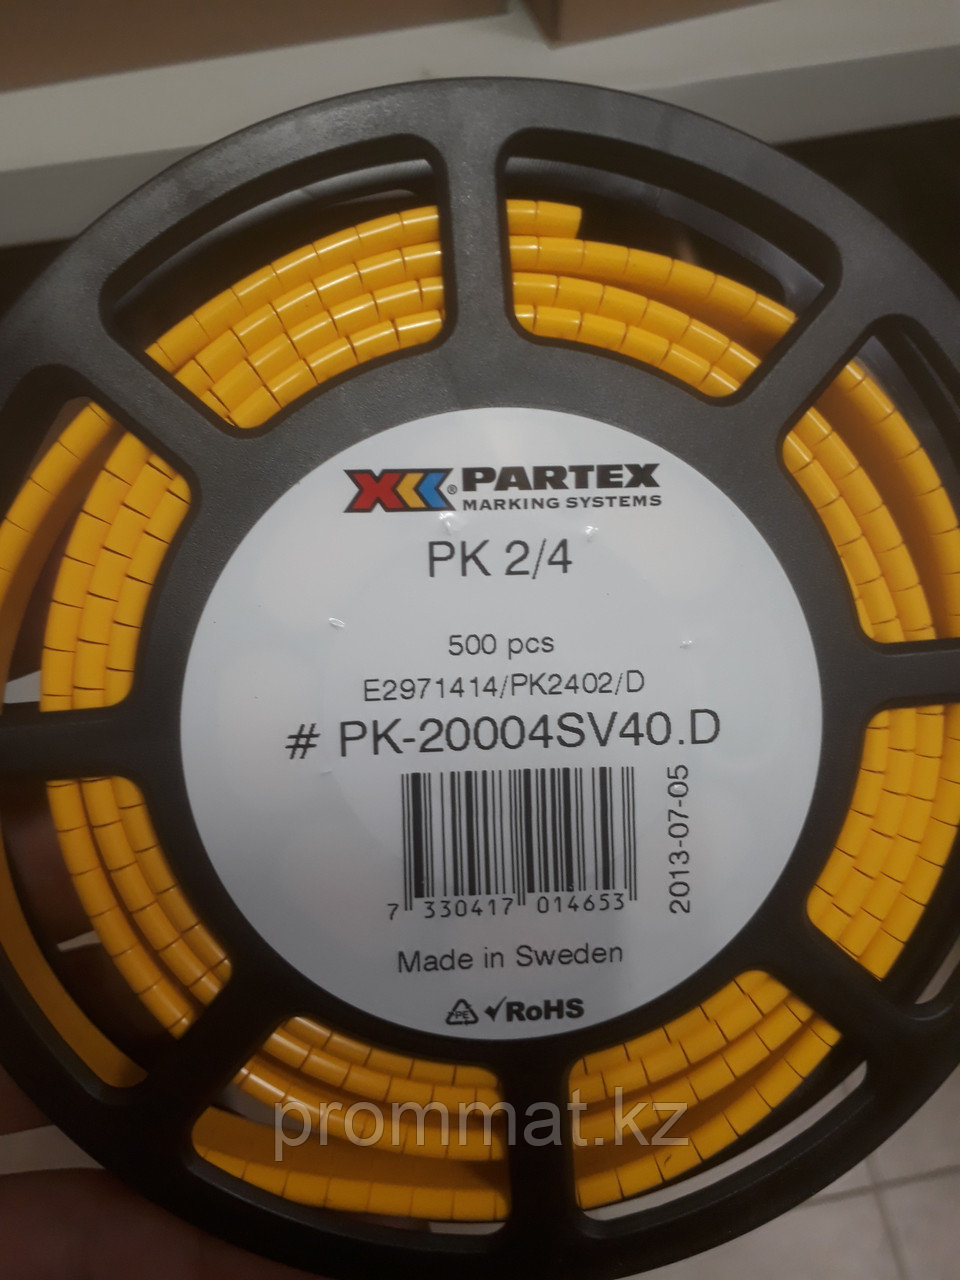 PARTEX
MARKING SYSTEMS
®
PK 2/4
500 pcs
E2971414/PK2402/D
# PK-20004SV40.D
2013-07-05
7 330417 014653
Made in Sweden
PE ✓RoHS
prommat.kz